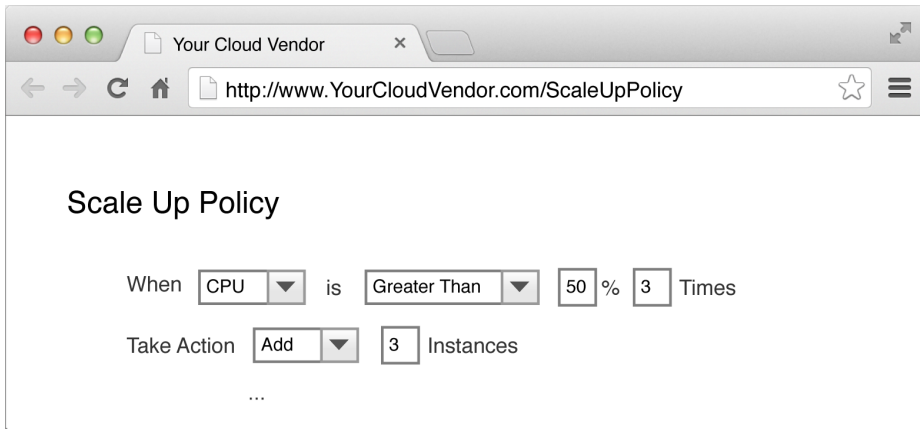 Your Cloud Vendor
http://www.YourCloudVendor.com/ScaleUpPolicy
Scale Up Policy
When CPU is Greater Than 50 % 3 Times
Take Action Add 3 Instances
...